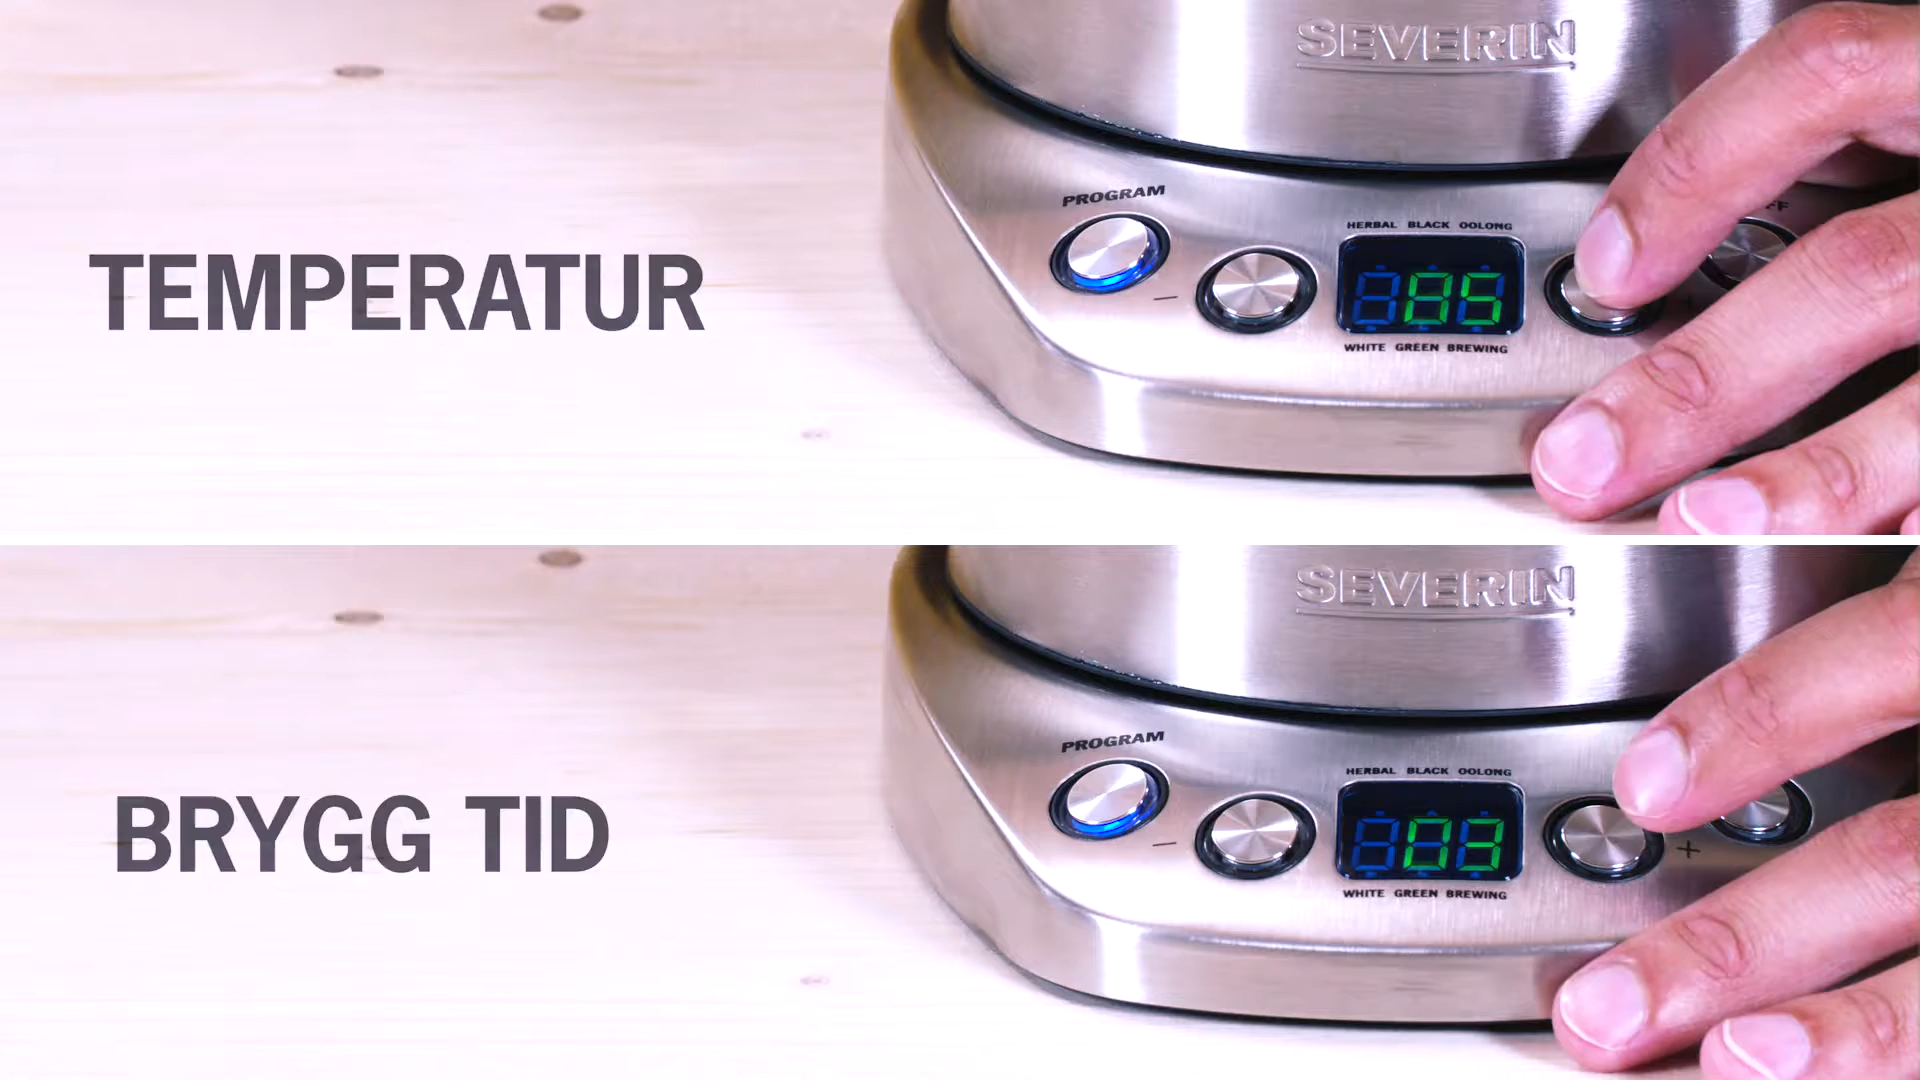 SEVERIN
FF
PROGRAM
HERBAL BLACK OOLONG
TEMPERATUR
– 85
WHITE GREEN BREWING
SEVERIN
PROGRAM
HERBAL BLACK OOLONG
BRYGG TID
– 03 +
WHITE GREEN BREWING